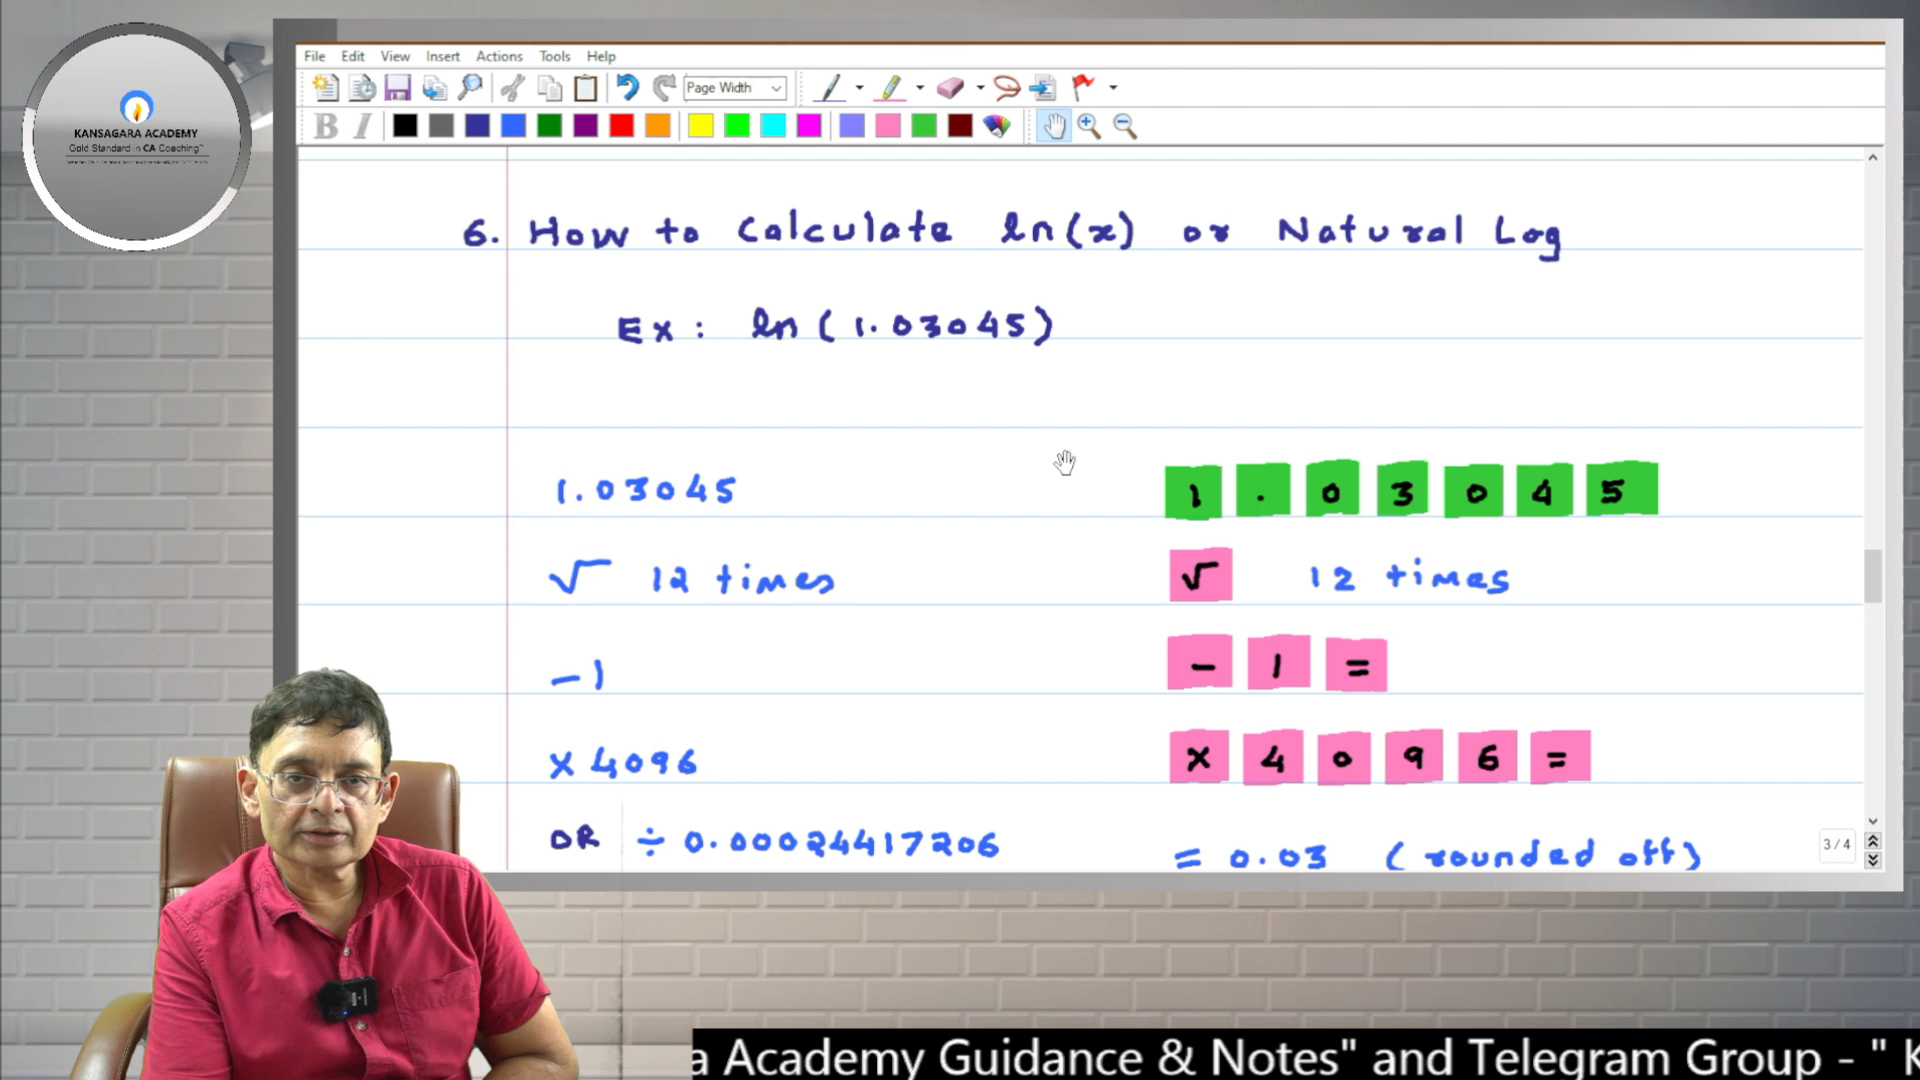 KANSAGARA ACADEMY
Gold Standard in CA Coaching™
File Edit View Insert Actions Tools Help
Page Width
B I
6. How to Calculate ln(x) or Natural Log
Ex: ln(1.03045)
1.03045
1 . 0 3 0 4 5
√ 12 times
√ 12 times
-1
- 1 =
x 4096
x 4 0 9 6 =
OR ÷ 0.00024417206
= 0.03 (rounded off)
3 / 4
a Academy Guidance & Notes" and Telegram Group - " K